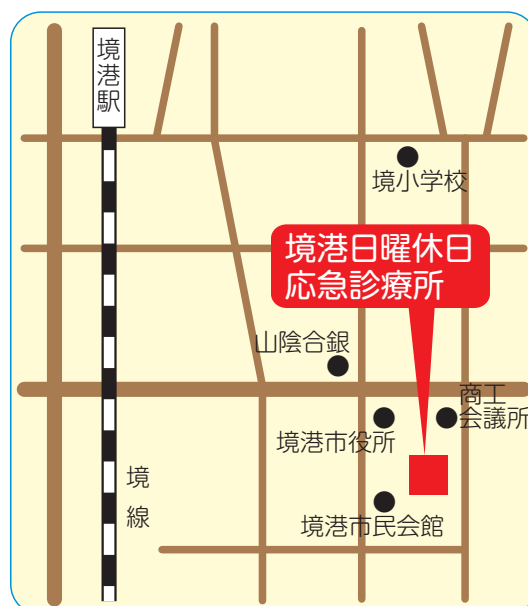 境港駅
境小学校
境港日曜休日
応急診療所
山陰合銀
商工
会議所
境港市役所
境線
境港市民会館